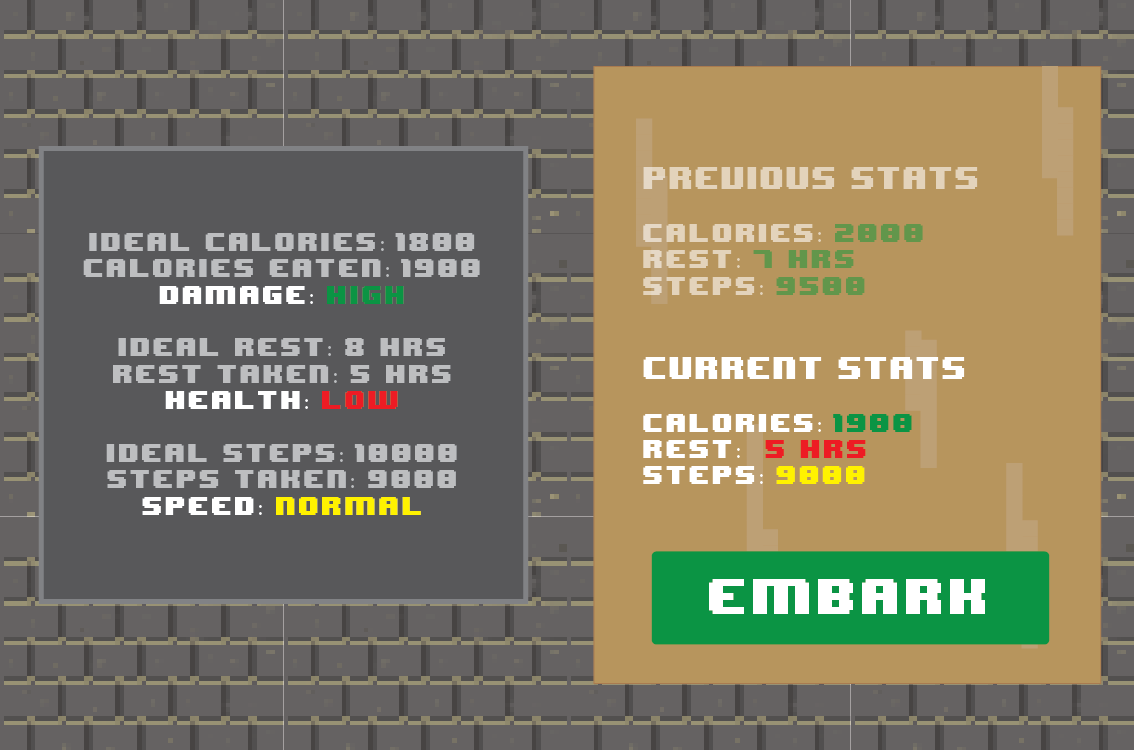 IDEAL CALORIES: 1800
CALORIES EATEN: 1900
DAMAGE: HIGH
IDEAL REST: 8 HRS
REST TAKEN: 5 HRS
HEALTH: LOW
IDEAL STEPS: 10000
STEPS TAKEN: 9000
SPEED: NORMAL
PREVIOUS STATS
CALORIES: 2000
REST: 7 HRS
STEPS: 9500
CURRENT STATS
CALORIES: 1900
REST: 5 HRS
STEPS: 9000
EMBARK